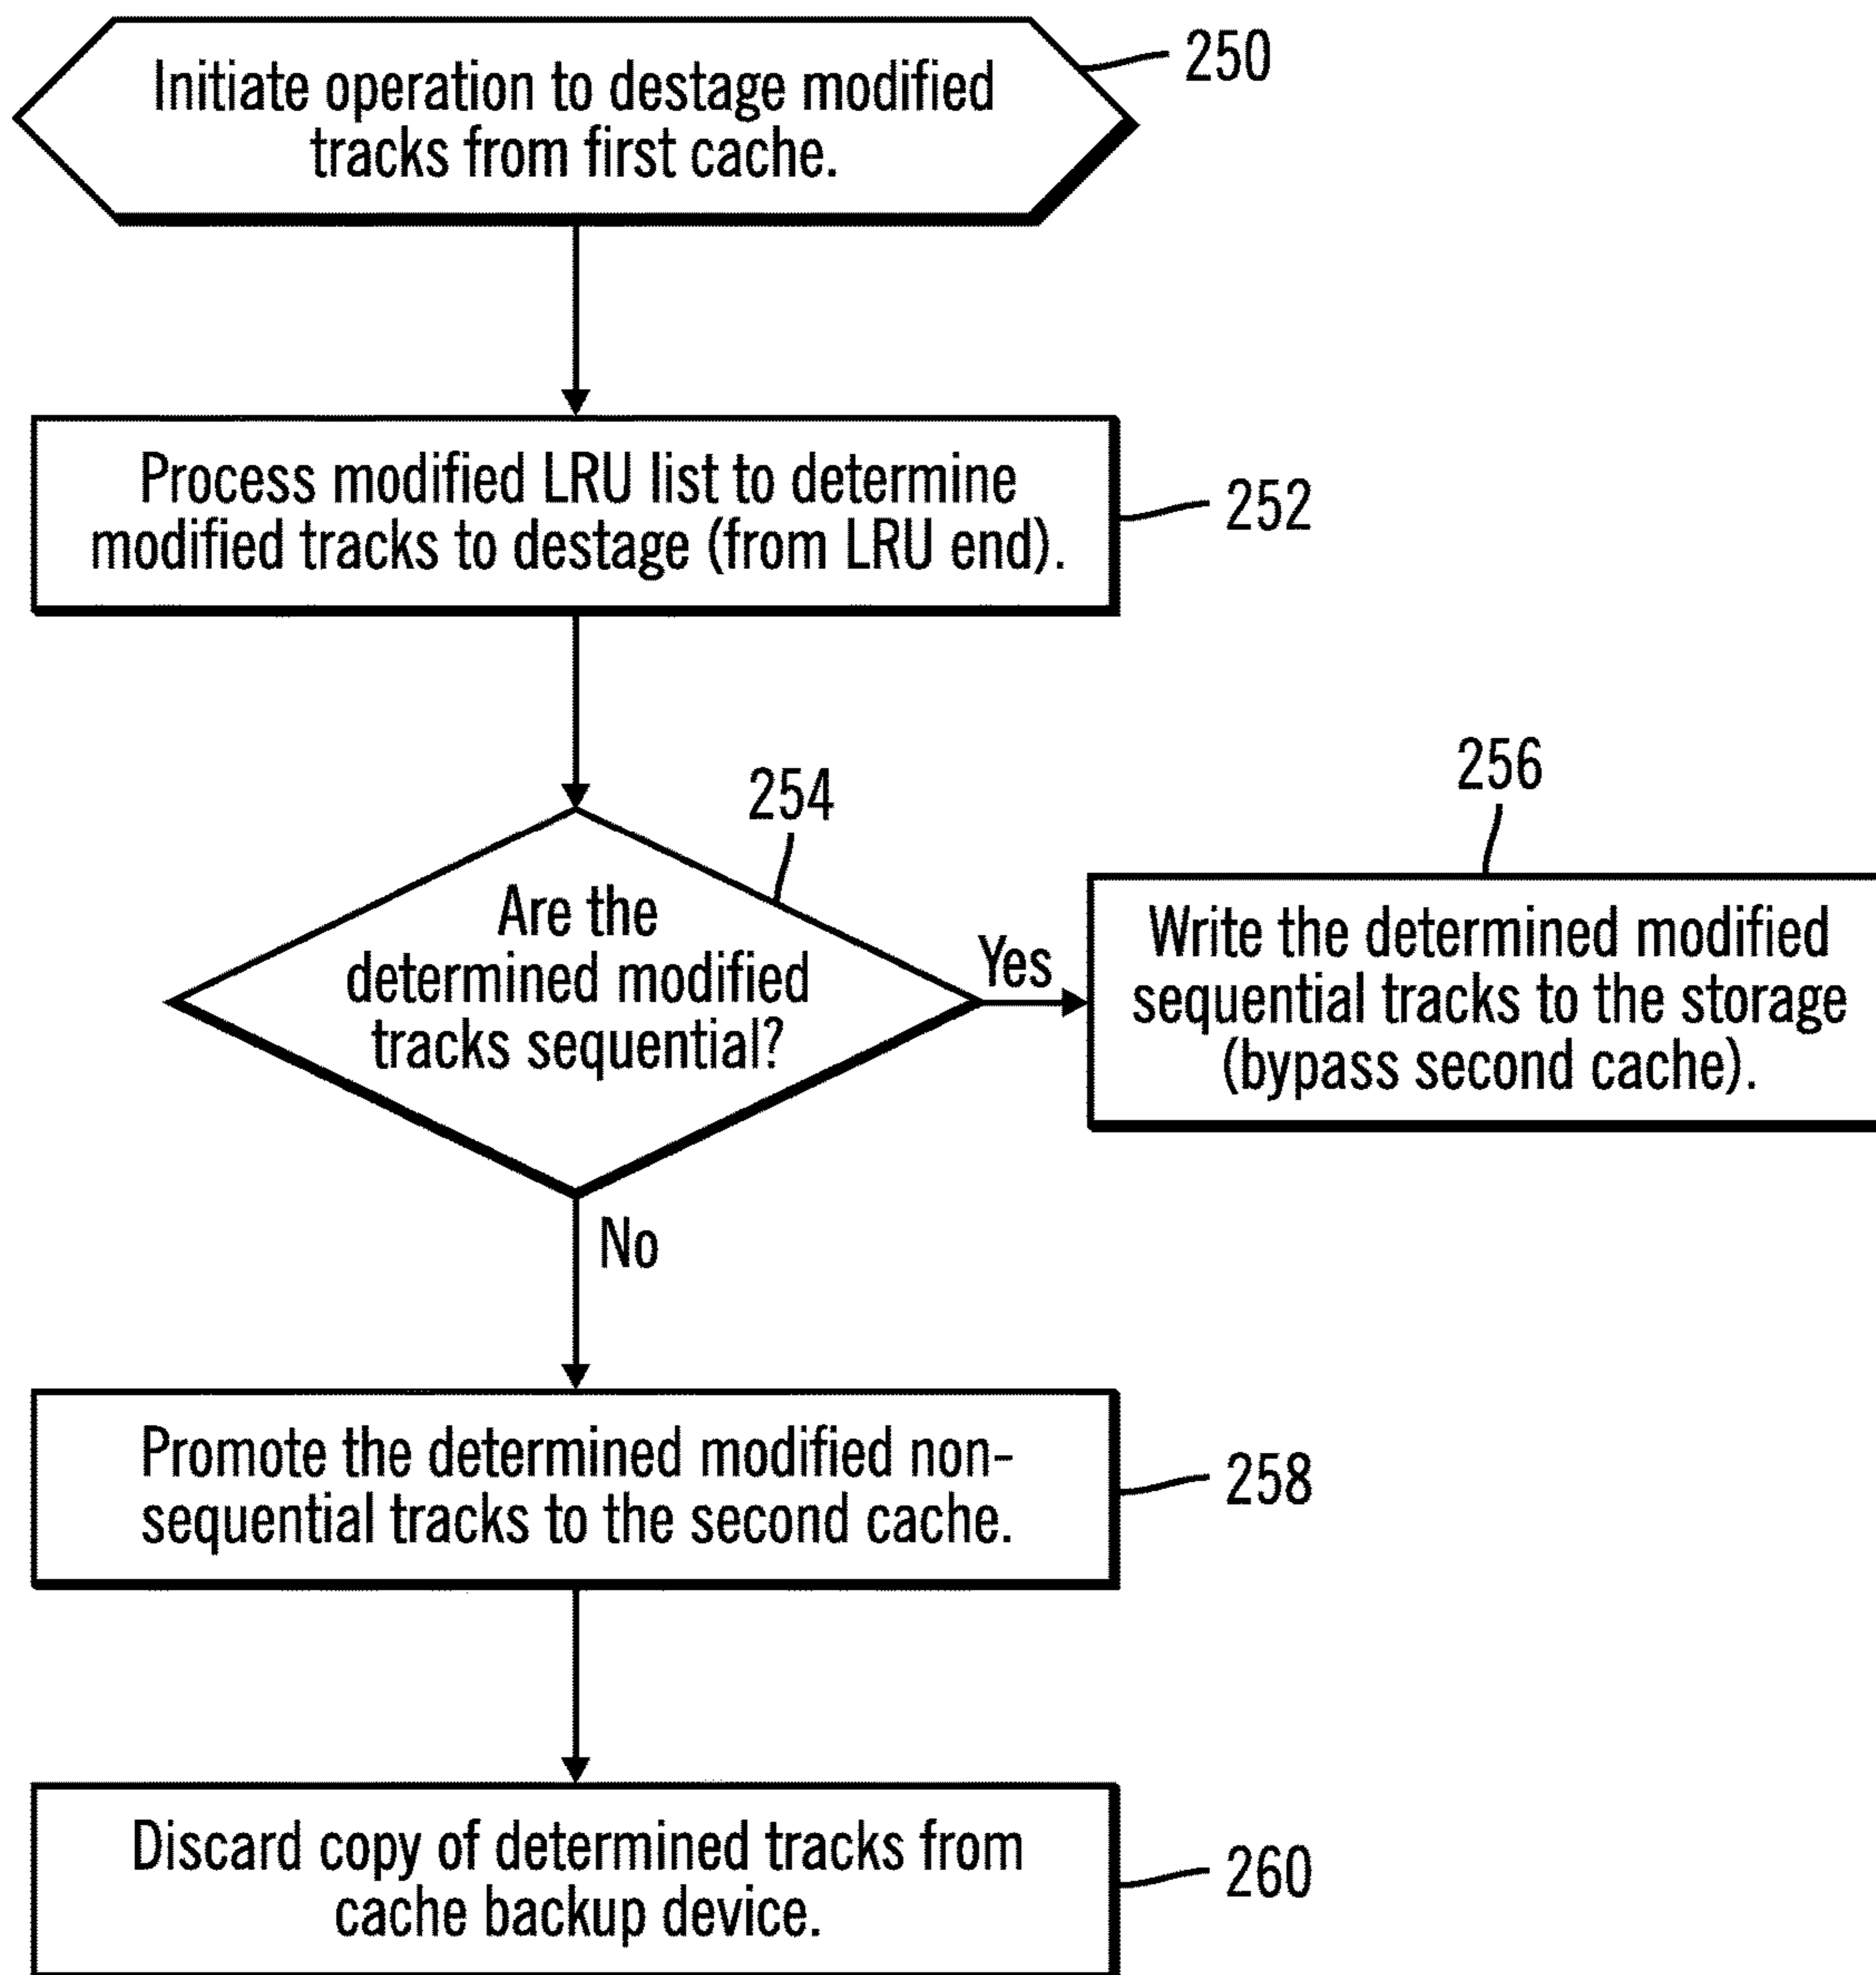 Initiate operation to destage modified
tracks from first cache.
250
Process modified LRU list to determine
modified tracks to destage (from LRU end).
252
254
Are the
determined modified
tracks sequential?
Yes
256
Write the determined modified
sequential tracks to the storage
(bypass second cache).
No
Promote the determined modified non-
sequential tracks to the second cache.
258
Discard copy of determined tracks from
cache backup device.
260